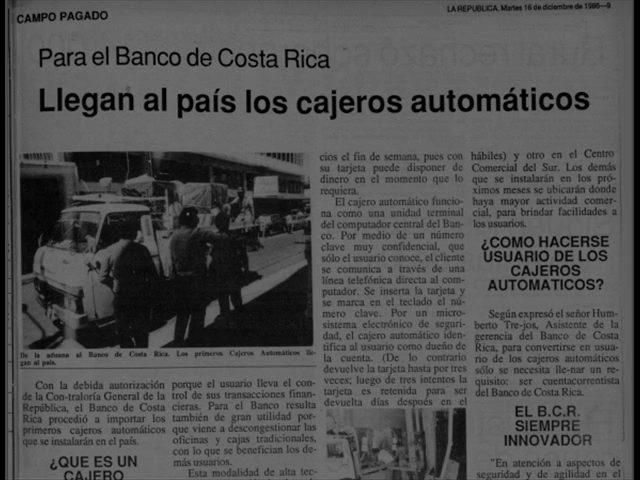 CAMPO PAGADO
LA REPUBLICA. Martes 16 de diciembre de 1986—9
Para el Banco de Costa Rica
Llegan al país los cajeros automáticos
De la aduana al Banco de Costa Rica. Los primeros Cajeros Automáticos lle-
gan al país.
Con la debida autorización
de la Con-traloría General de la
República, el Banco de Costa
Rica procedió a importar los
primeros cajeros automáticos
que se instalarán en el país.
¿QUE ES UN
CAJERO
porque el usuario lleva el con-
trol de sus transacciones finan-
cieras. Para el Banco resulta
también de gran utilidad por-
que viene a descongestionar las
oficinas y cajas tradicionales,
con lo que se benefician los de-
más usuarios.
Esta modalidad de alta tec-
cios el fin de semana, pues con
su tarjeta puede disponer de
dinero en el momento que lo
requiera.
El cajero automático funcio-
na como una unidad terminal
del computador central del Ban-
co. Por medio de un número
clave muy confidencial, que
sólo el usuario conoce, el cliente
se comunica a través de una
línea telefónica directa al com-
putador. Se inserta la tarjeta y
se marca en el teclado el nú-
mero clave. Por un micro-
sistema electrónico de seguri-
dad, el cajero automático iden-
tifica al usuario como dueño de
la cuenta. (De lo contrario
devuelve la tarjeta hasta por tres
veces; luego de tres intentos la
tarjeta es retenida para ser
devuelta días después en el
hábiles) y otro en el Centro
Comercial del Sur. Los demás
que se instalarán en los pró-
ximos meses se ubicarán donde
haya mayor actividad comer-
cial, para brindar facilidades a
los usuarios.
¿COMO HACERSE
USUARIO DE LOS
CAJEROS
AUTOMATICOS?
Según expresó el señor Hum-
berto Tre-jos, Asistente de la
gerencia del Banco de Costa
Rica, para convertirse en usua-
rio de los cajeros automáticos
sólo se necesita lle-nar un re-
quisito: ser cuentacorrentista
del Banco de Costa Rica.
EL B.C.R.
SIEMPRE
INNOVADOR
"En atención a aspectos de
seguridad y de agilidad en el